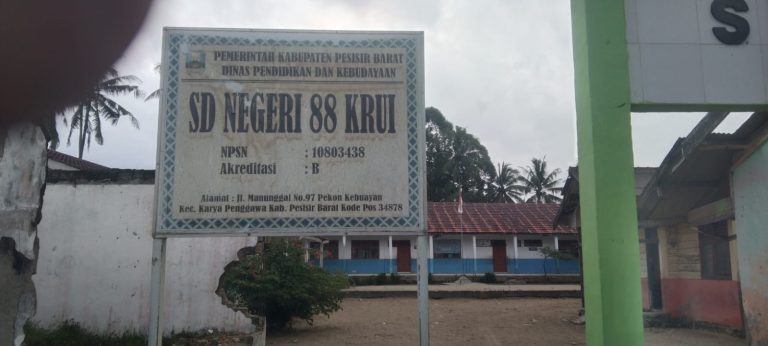 PEMERINTAH KABUPATEN PESISIR BARAT
DINAS PENDIDIKAN DAN KEBUDAYAAN
SD NEGERI 88 KRUI
NPSN : 10803438
Akreditasi : B
Alamat : Jl. Manunggal No.97 Pekon Kebuayan
Kec. Karya Penggawa Kab. Pesisir Barat Kode Pos 34878
S